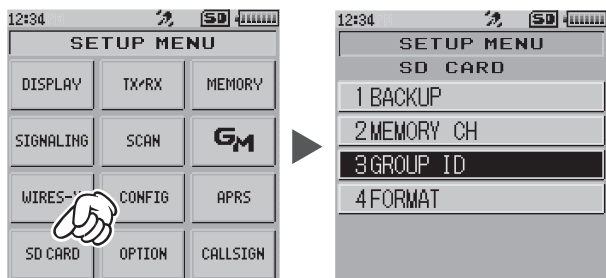 12:34 SD
SETUP MENU
DISPLAY TX/RX MEMORY
SIGNALING SCAN GM
WIRES- CONFIG APRS
SD CARD OPTION CALLSIGN
12:34 SD
SETUP MENU
SD CARD
1 BACKUP
2 MEMORY CH
3 GROUP ID
4 FORMAT